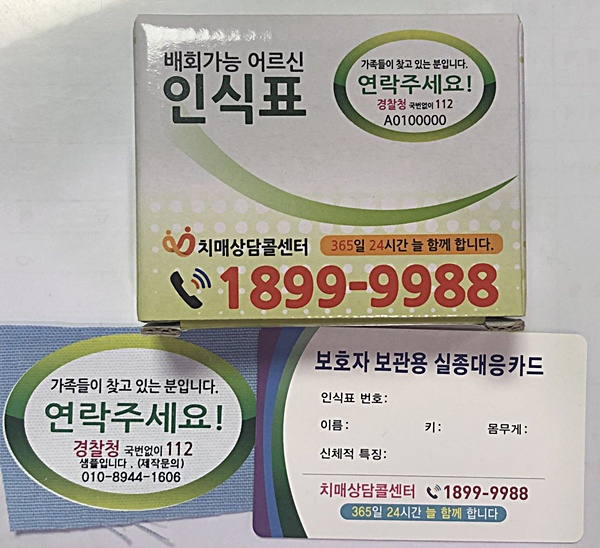 배회가능 어르신
인식표
가족들이 찾고 있는 분입니다.
연락주세요!
경찰청 국번없이 112
A0100000
치매상담콜센터 365일 24시간 늘 함께 합니다.
1899-9988
가족들이 찾고 있는 분입니다.
연락주세요!
경찰청 국번없이 112
샘플입니다. (제작문의)
010-8944-1606
보호자 보관용 실종대응카드
인식표 번호:
이름: 키: 몸무게:
신체적 특징:
치매상담콜센터 1899-9988
365일 24시간 늘 함께 합니다